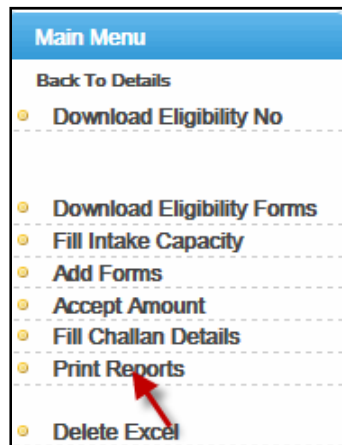 Main Menu
Back To Details
Download Eligibility No
Download Eligibility Forms
Fill Intake Capacity
Add Forms
Accept Amount
Fill Challan Details
Print Reports
Delete Excel